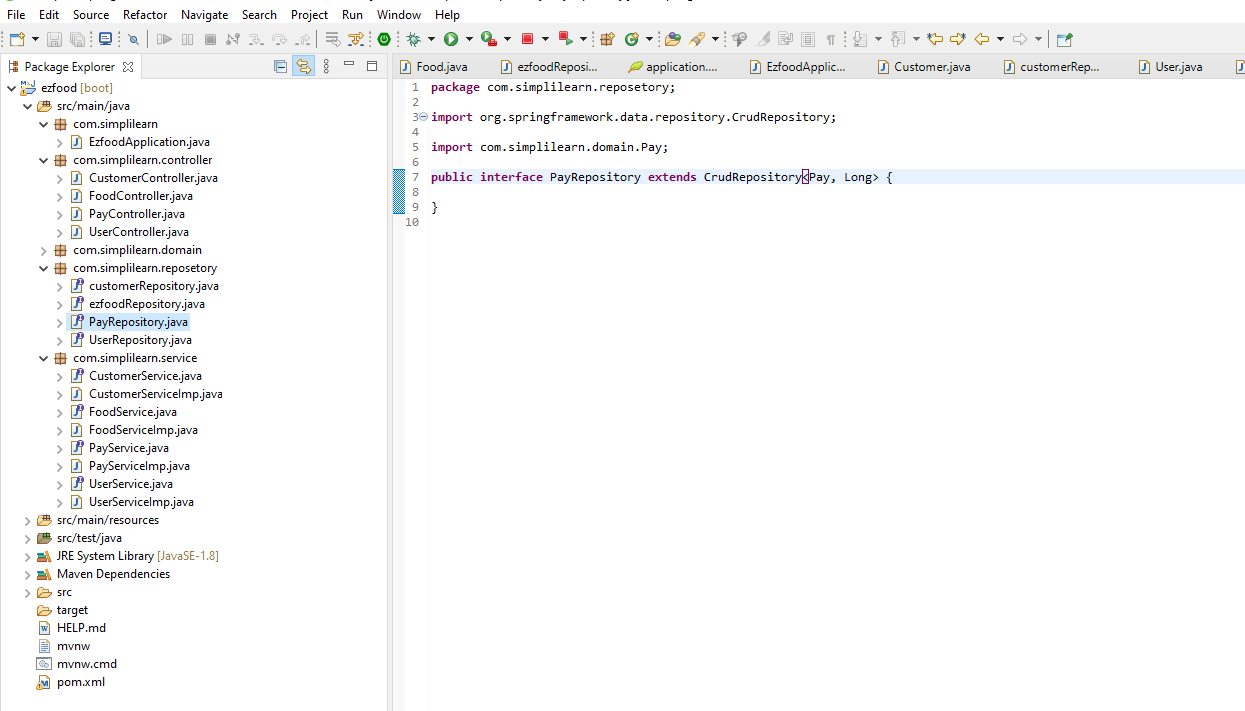 File Edit Source Refactor Navigate Search Project Run Window Help
Package Explorer
Food.java ezfoodReposi... application.... EzfoodApplic... Customer.java customerRep... User.java
ezfood [boot]
src/main/java
com.simplilearn
EzfoodApplication.java
com.simplilearn.controller
CustomerController.java
FoodController.java
PayController.java
UserController.java
com.simplilearn.domain
com.simplilearn.reposetory
customerRepository.java
ezfoodRepository.java
PayRepository.java
UserRepository.java
com.simplilearn.service
CustomerService.java
CustomerServiceImp.java
FoodService.java
FoodServiceImp.java
PayService.java
PayServiceImp.java
UserService.java
UserServiceImp.java
src/main/resources
src/test/java
JRE System Library [JavaSE-1.8]
Maven Dependencies
src
target
HELP.md
mvnw
mvnw.cmd
pom.xml
1 package com.simplilearn.reposetory;
2
3 import org.springframework.data.repository.CrudRepository;
4
5 import com.simplilearn.domain.Pay;
6
7 public interface PayRepository extends CrudRepository<Pay, Long> {
8
9 }
10